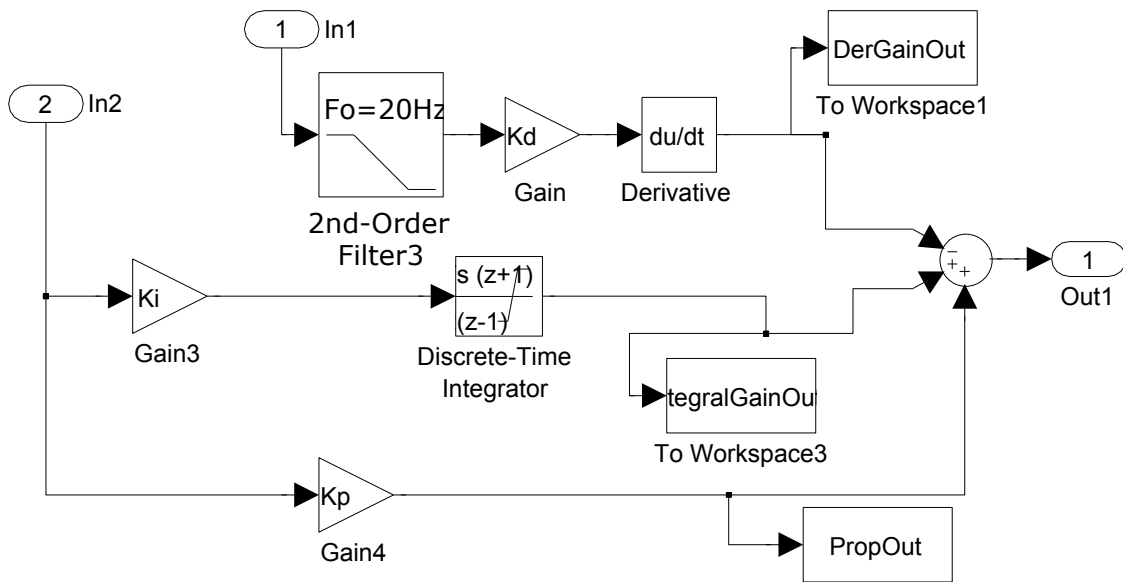 1
In1
DerGainOut
To Workspace1
2
In2
Fo=20Hz
2nd-Order
Filter3
Kd
Gain
du/dt
Derivative
Ki
Gain3
s (z+1)
(z-1)
Discrete-Time
Integrator
−
+
+
1
Out1
tegralGainOut
To Workspace3
Kp
Gain4
PropOut